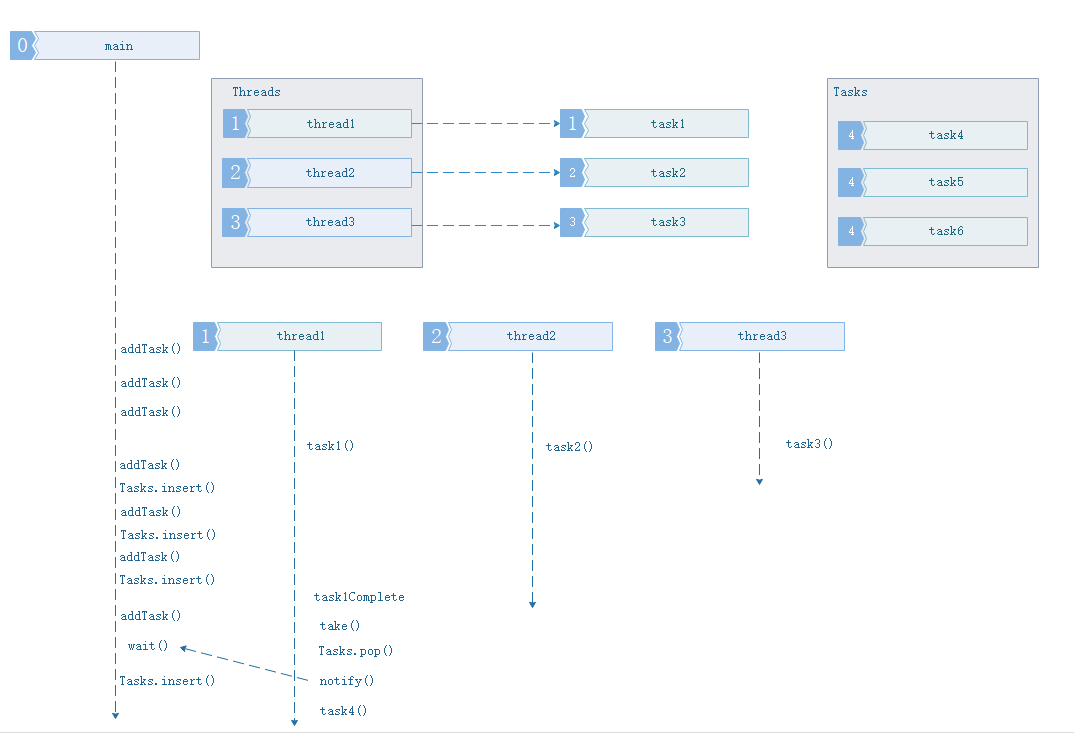 0 main
Threads
1 thread1
2 thread2
3 thread3
1 task1
2 task2
3 task3
Tasks
4 task4
4 task5
4 task6
1 thread1
2 thread2
3 thread3
addTask()
addTask()
addTask()
addTask()
Tasks.insert()
addTask()
Tasks.insert()
addTask()
Tasks.insert()
addTask()
wait()
Tasks.insert()
task1()
task1Complete
take()
Tasks.pop()
notify()
task4()
task2()
task3()